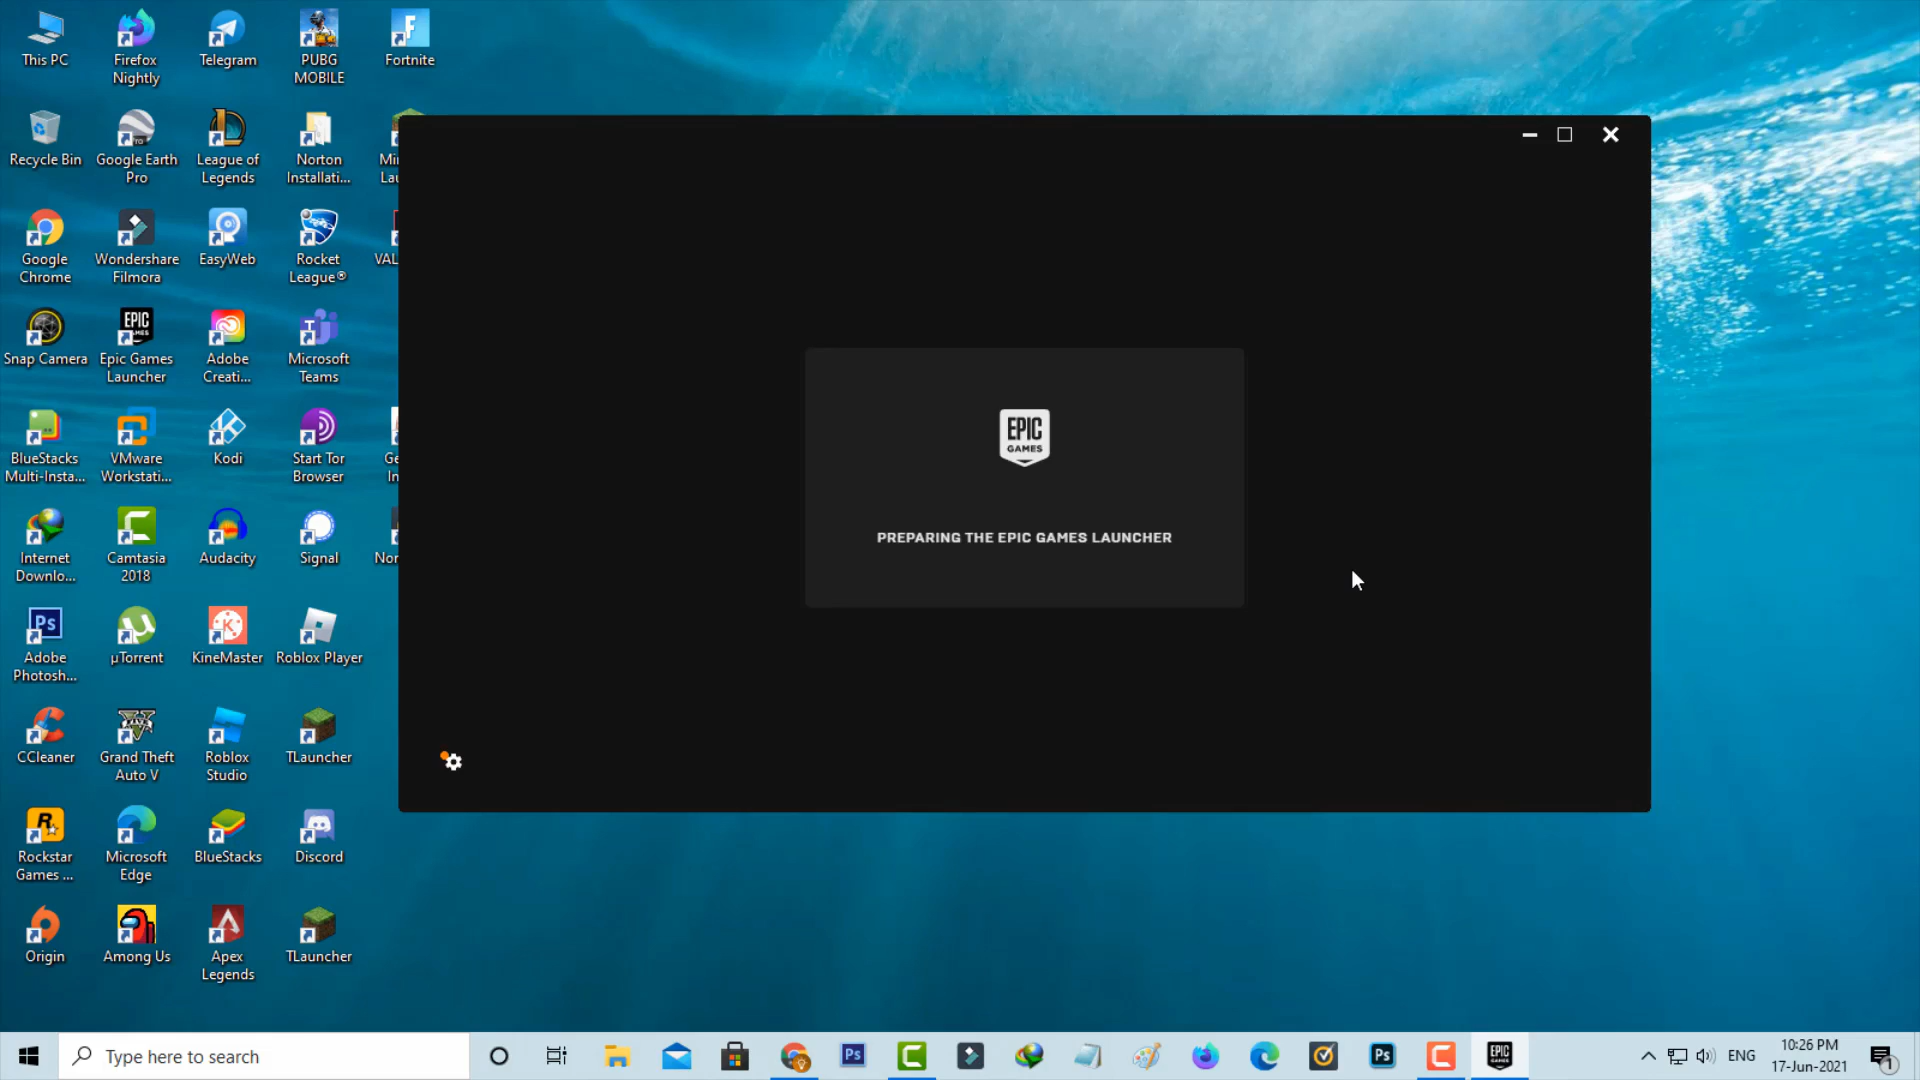 This PC
Firefox
Nightly
Telegram
PUBG
MOBILE
Fortnite
Recycle Bin
Google Earth
Pro
League of
Legends
Norton
Installati...
Google
Chrome
Wondershare
Filmora
EasyWeb
Rocket
League®
VAL
Snap Camera
Epic Games
Launcher
Adobe
Creati...
Microsoft
Teams
BlueStacks
Multi-Insta...
VMware
Workstati...
Kodi
Start Tor
Browser
Internet
Downlo...
Camtasia
2018
Audacity
Signal
Adobe
Photosh...
µTorrent
KineMaster
Roblox Player
CCleaner
Grand Theft
Auto V
Roblox
Studio
TLauncher
Rockstar
Games ...
Microsoft
Edge
BlueStacks
Discord
Origin
Among Us
Apex
Legends
TLauncher
EPIC
GAMES
PREPARING THE EPIC GAMES LAUNCHER
Type here to search
ENG
10:26 PM
17-Jun-2021
1